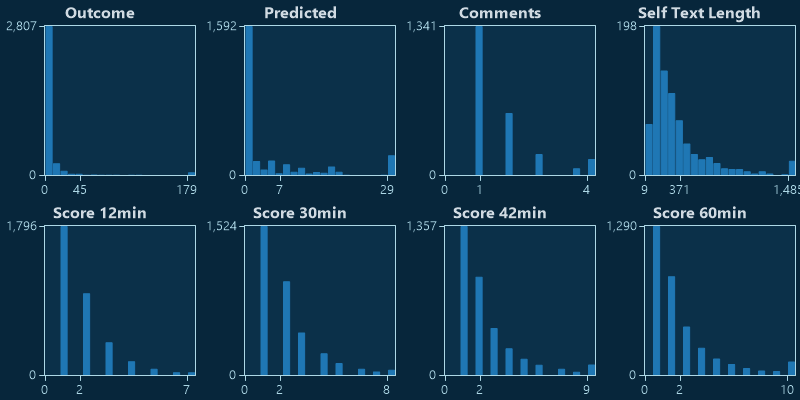 Outcome
2,807
0
0 45 179
Predicted
1,592
0
0 7 29
Comments
1,341
0
0 1 4
Self Text Length
198
0
9 371 1,485
Score 12min
1,796
0
0 2 7
Score 30min
1,524
0
0 2 8
Score 42min
1,357
0
0 2 9
Score 60min
1,290
0
0 2 10